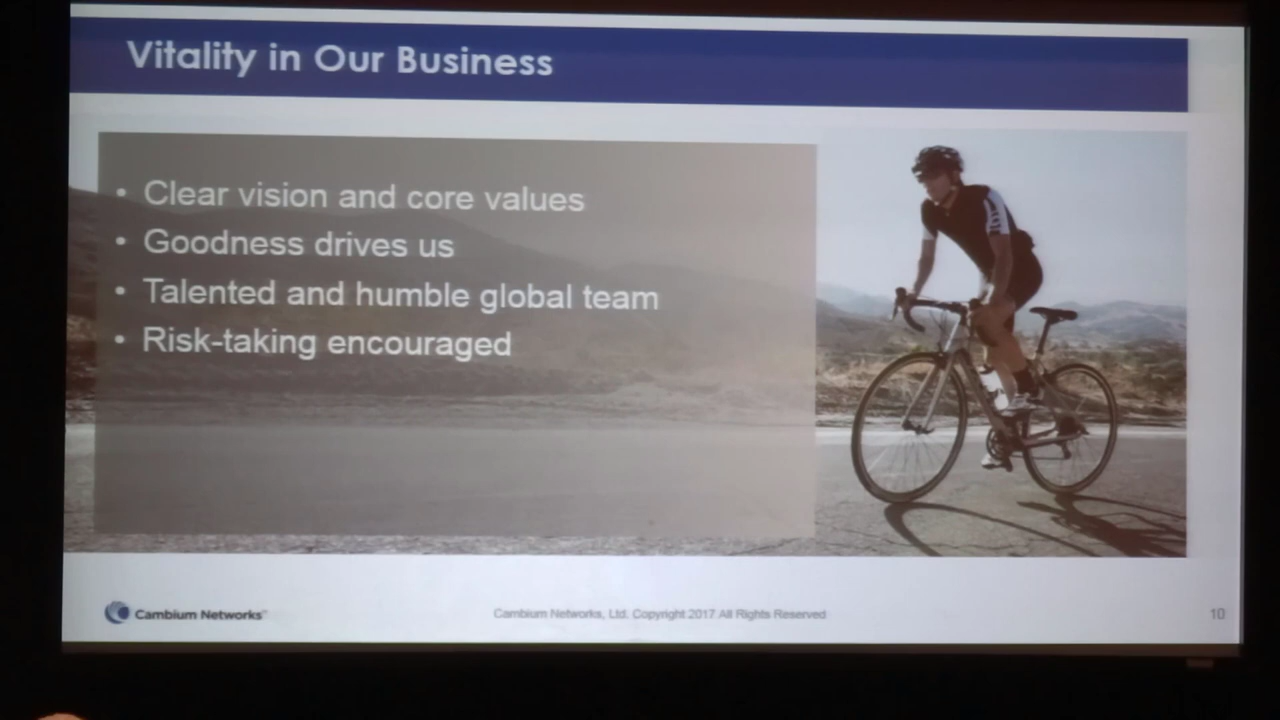 Vitality in Our Business
• Clear vision and core values
• Goodness drives us
• Talented and humble global team
• Risk-taking encouraged
Cambium Networks™
Cambium Networks, Ltd. Copyright 2017 All Rights Reserved
10